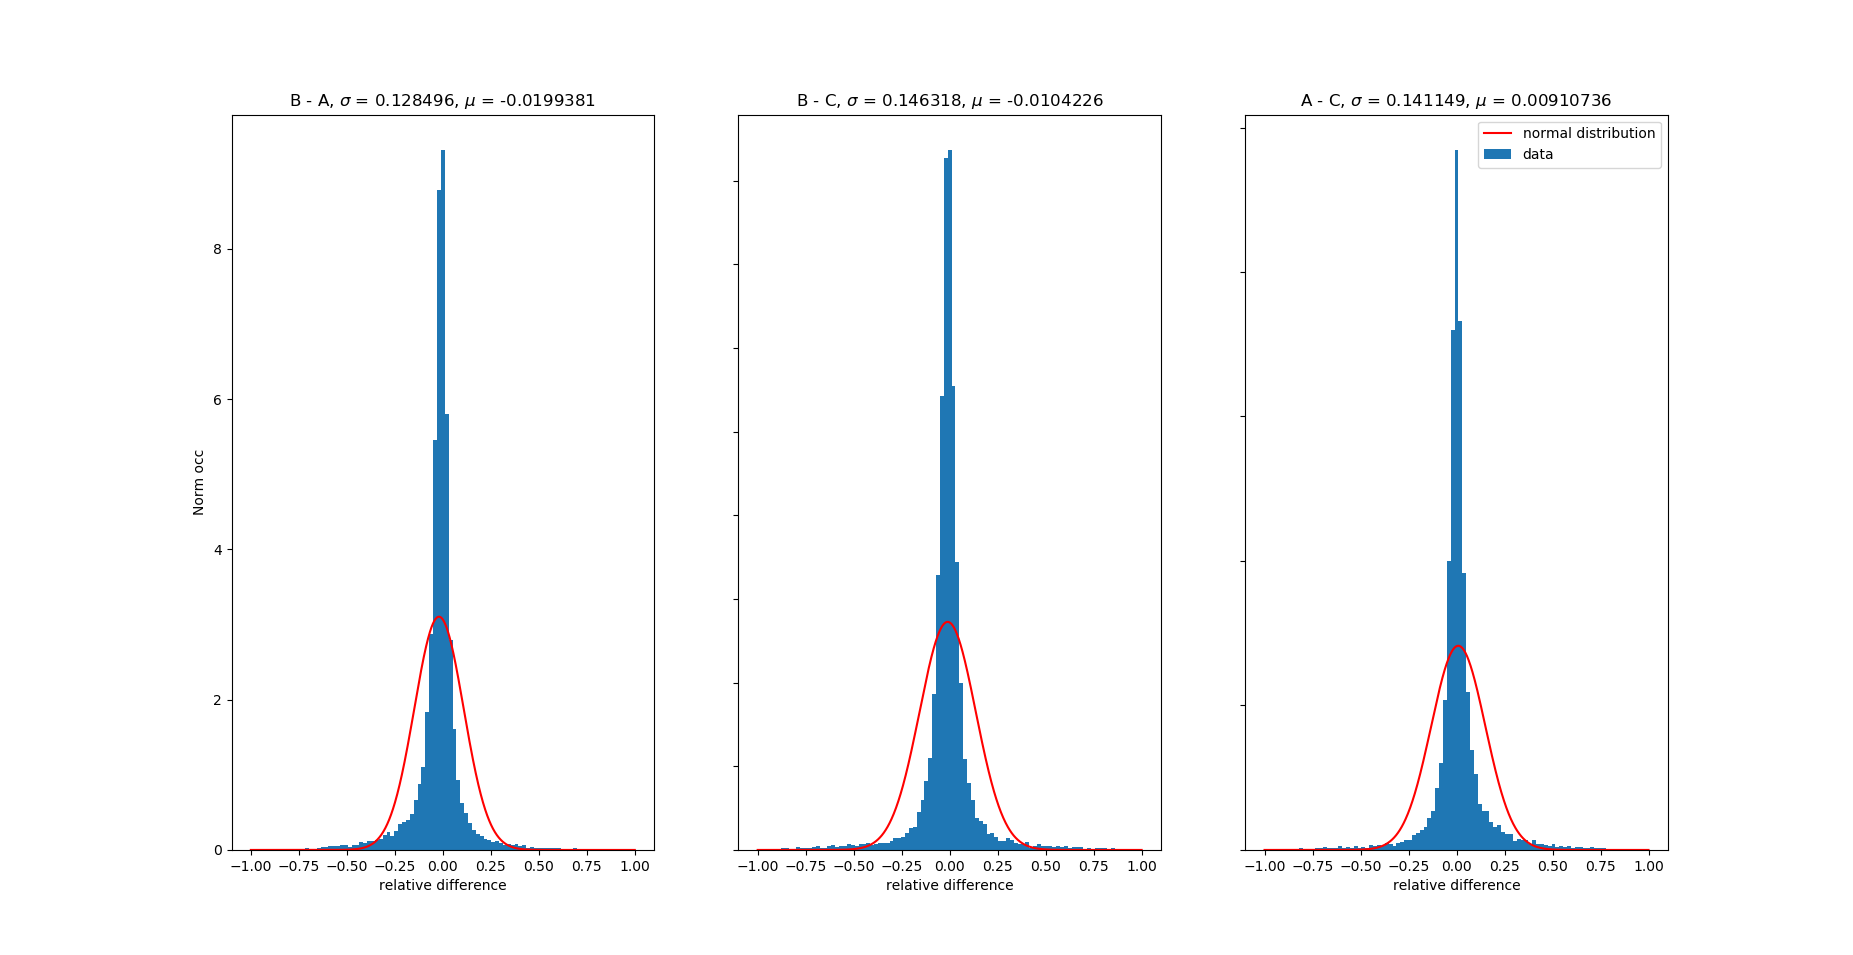 B - A, σ = 0.128496, μ = -0.0199381
B - C, σ = 0.146318, μ = -0.0104226
A - C, σ = 0.141149, μ = 0.00910736
normal distribution
data
8
6
4
2
0
Norm occ
−1.00 −0.75 −0.50 −0.25 0.00 0.25 0.50 0.75 1.00
relative difference
−1.00 −0.75 −0.50 −0.25 0.00 0.25 0.50 0.75 1.00
relative difference
−1.00 −0.75 −0.50 −0.25 0.00 0.25 0.50 0.75 1.00
relative difference